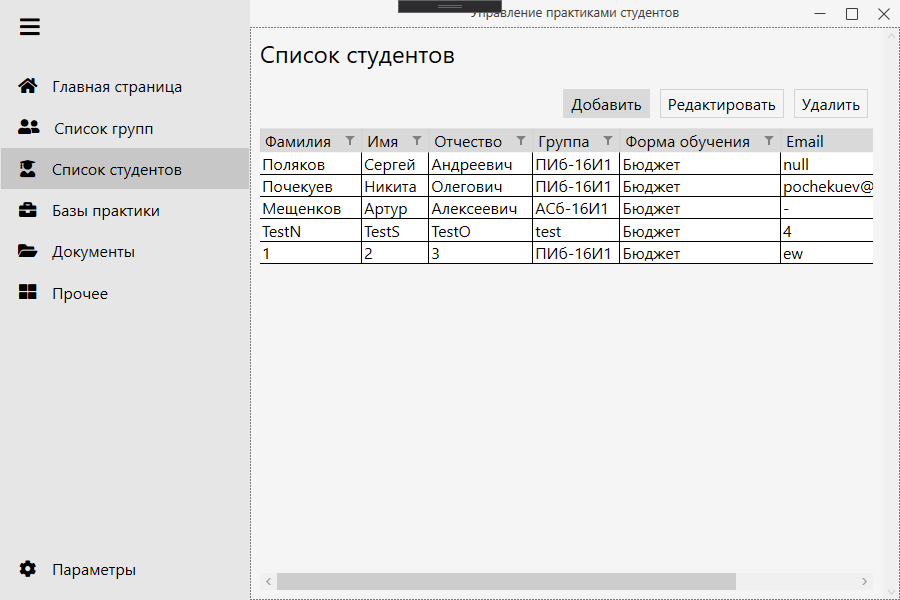 Управление практиками студентов
Главная страница
Список групп
Список студентов
Базы практики
Документы
Прочее
Параметры
Список студентов
Добавить Редактировать Удалить
Фамилия Имя Отчество Группа Форма обучения Email
Поляков Сергей Андреевич ПИб-16И1 Бюджет null
Почекуев Никита Олегович ПИб-16И1 Бюджет pochekuev@
Мещенков Артур Алексеевич АСб-16И1 Бюджет -
TestN TestS TestO test Бюджет 4
1 2 3 ПИб-16И1 Бюджет ew